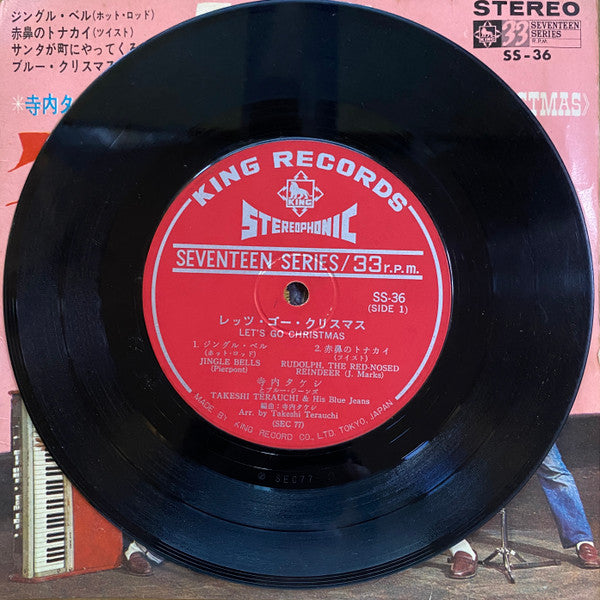 ジングル・ベル(ホット・ロッド)
赤鼻のトナカイ(ツイスト)
サンタが町にやってくる
ブルー・クリスマス
*寺内タケ
STEREO
KING
33
R.P.M.
SEVENTEEN
SERIES
SS-36
TMAS〉
KING RECORDS
KING
STEREOPHONIC
SEVENTEEN SERIES/33r.p.m.
SS-36
(SIDE 1)
レッツ・ゴー・クリスマス
LET'S GO CHRISTMAS
1. ジングル・ベル
(ホット・ロッド)
JINGLE BELLS
(Pierpont)
2. 赤鼻のトナカイ
(ツイスト)
RUDOLPH, THE RED-NOSED
REINDEER (J. Marks)
寺内タケシ
とブルー・ジーンズ
TAKESHI TERAUCHI & His Blue Jeans
編曲:寺内タケシ
Arr. by Takeshi Terauchi
(SEC 77)
MADE BY KING RECORD CO., LTD. TOKYO, JAPAN
SEC77